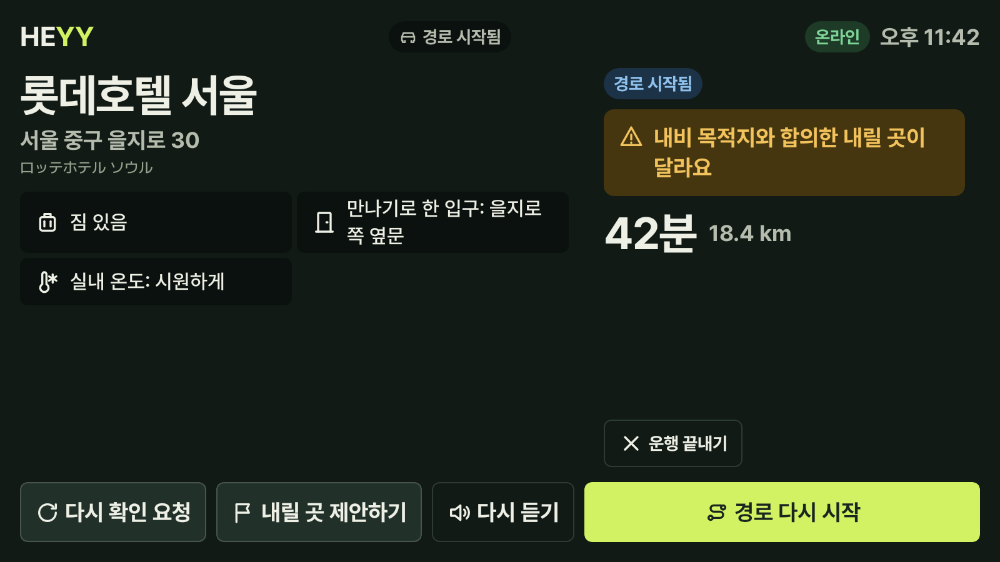 HEYY
경로 시작됨
온라인
오후 11:42
롯데호텔 서울
서울 중구 을지로 30
ロッテホテル ソウル
짐 있음
만나기로 한 입구: 을지로
쪽 옆문
실내 온도: 시원하게
경로 시작됨
내비 목적지와 합의한 내릴 곳이
달라요
42분 18.4 km
운행 끝내기
다시 확인 요청
내릴 곳 제안하기
다시 듣기
경로 다시 시작